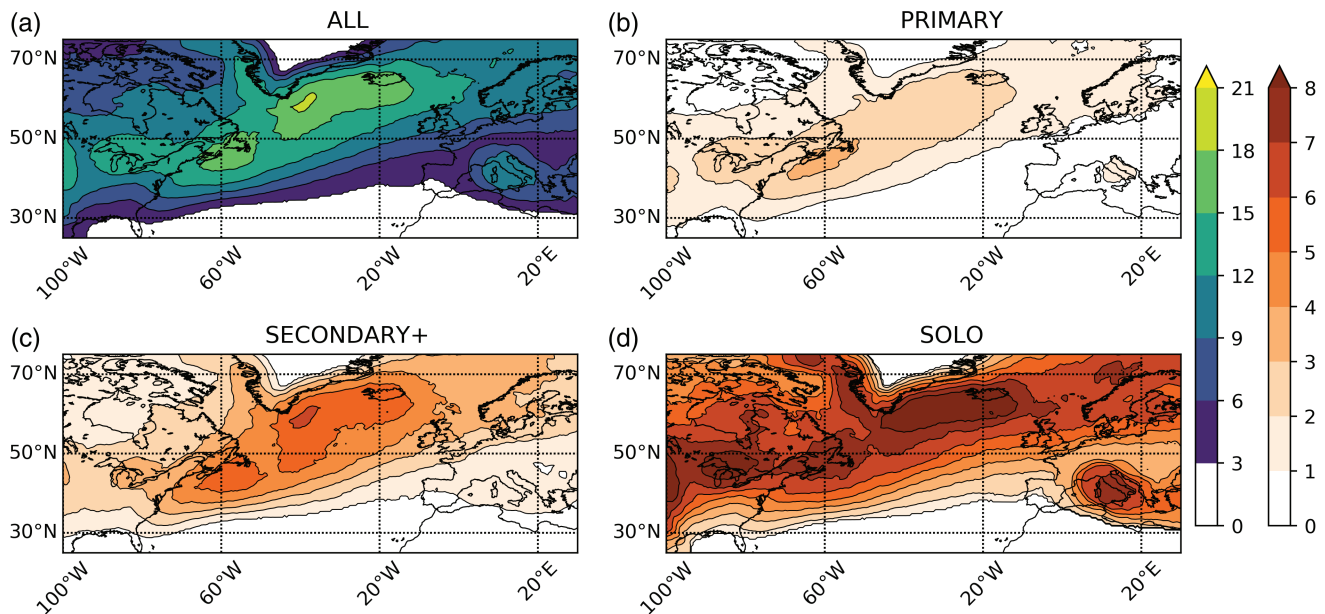 (a) ALL
(b) PRIMARY
70°N
50°N
30°N
100°W
60°W
20°W
20°E
70°N
50°N
30°N
100°W
60°W
20°W
20°E
(c) SECONDARY+
(d) SOLO
70°N
50°N
30°N
100°W
60°W
20°W
20°E
70°N
50°N
30°N
100°W
60°W
20°W
20°E
21
18
15
12
9
6
3
0
8
7
6
5
4
3
2
1
0